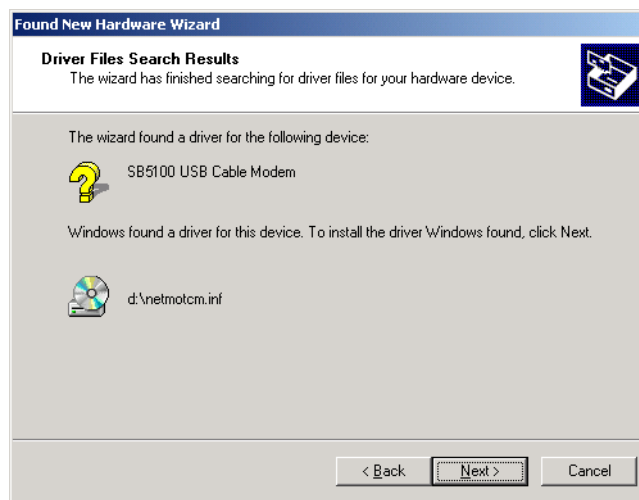 Found New Hardware Wizard
Driver Files Search Results
The wizard has finished searching for driver files for your hardware device.
The wizard found a driver for the following device:
SB5100 USB Cable Modem
Windows found a driver for this device. To install the driver Windows found, click Next.
d:\netmotcm.inf
< Back Next > Cancel